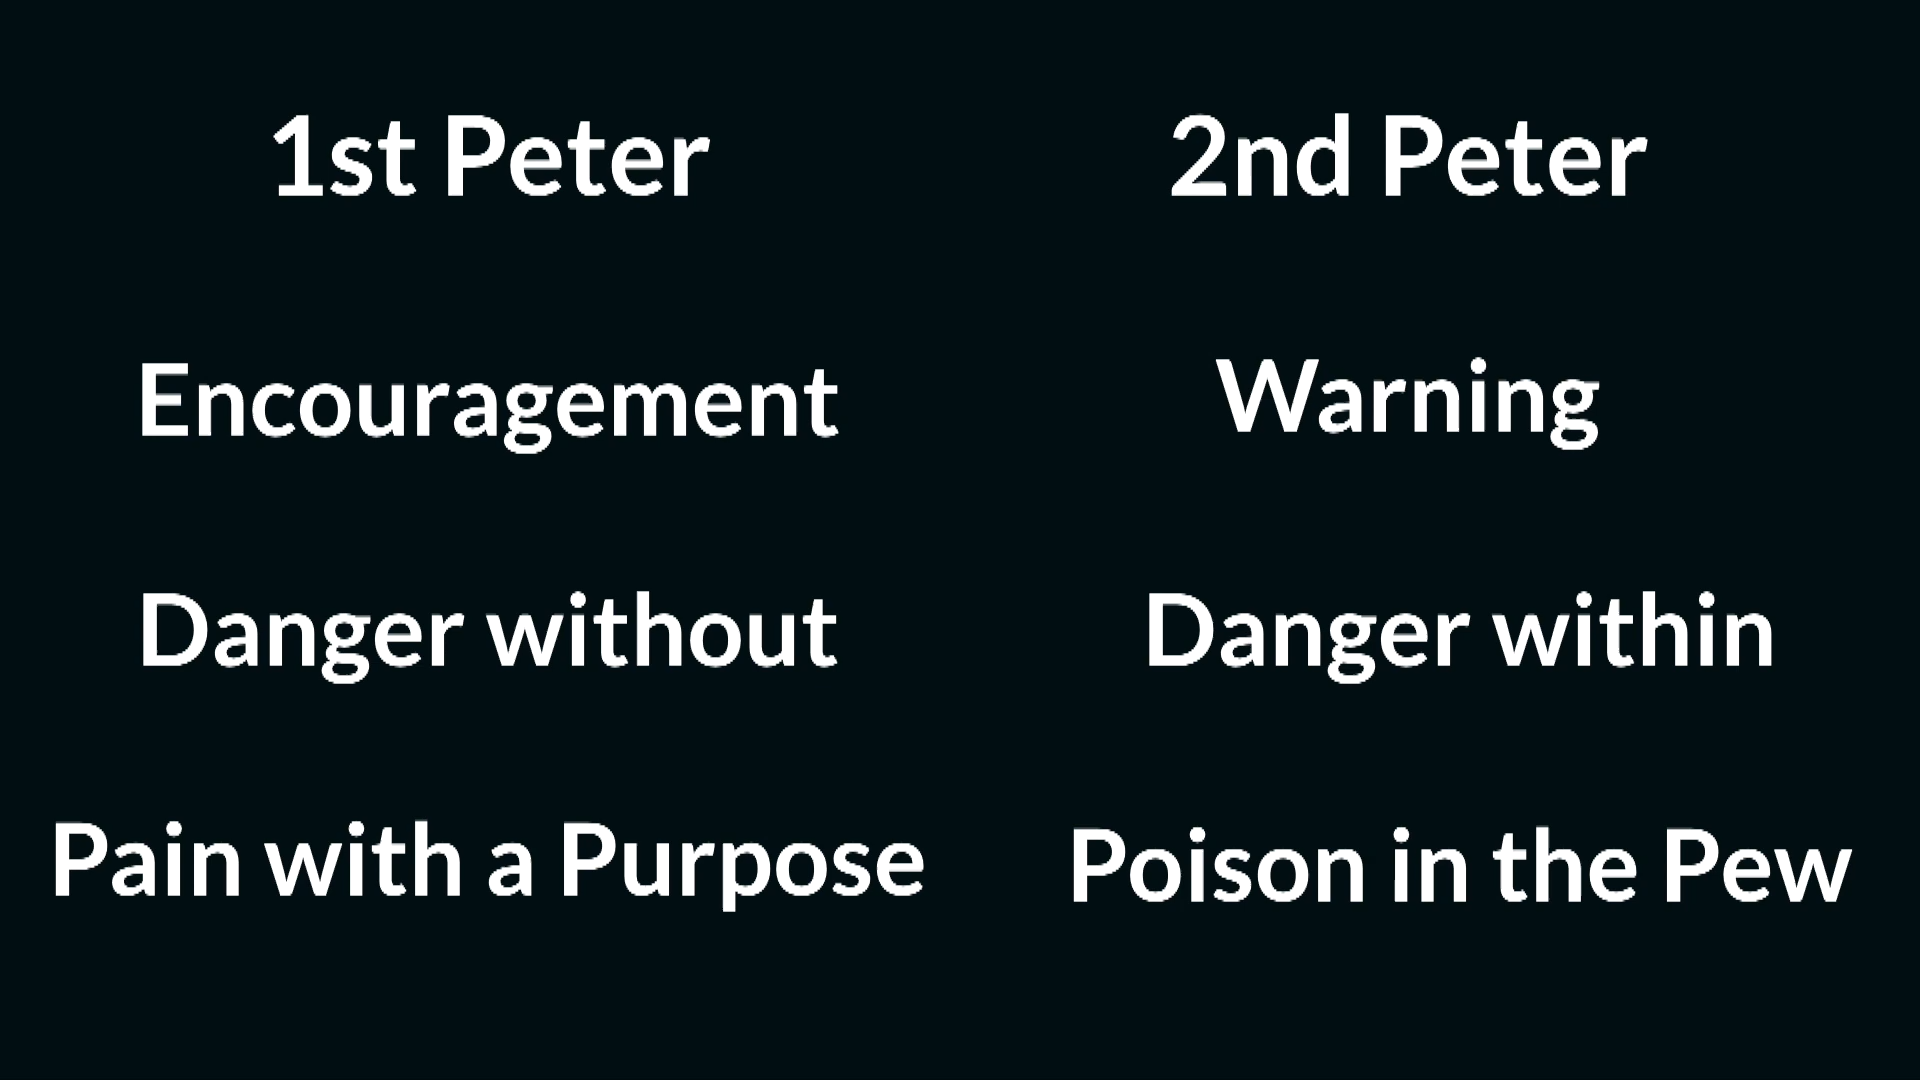 1st Peter
2nd Peter
Encouragement
Warning
Danger without
Danger within
Pain with a Purpose
Poison in the Pew